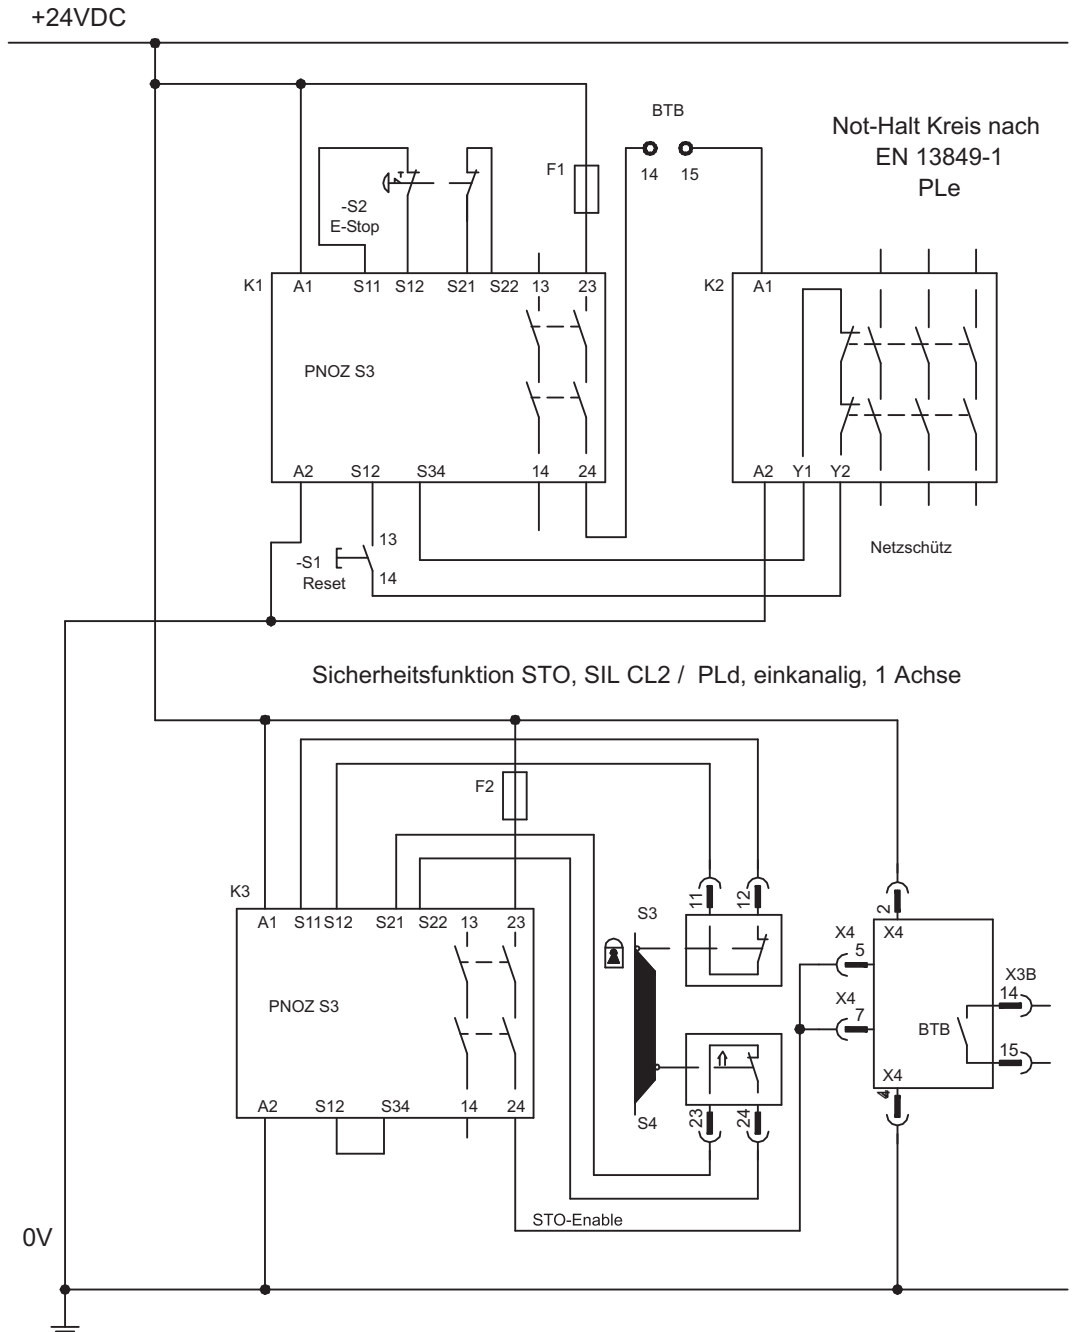 +24VDC
BTB
Not-Halt Kreis nach
EN 13849-1
PLe
F1
14 15
-S2
E-Stop
K1 A1 S11 S12 S21 S22 13 23
K2 A1
PNOZ S3
A2 S12 S34 14 24
A2 Y1 Y2
13
-S1
Reset
14
Netzschütz
Sicherheitsfunktion STO, SIL CL2 / PLd, einkanalig, 1 Achse
F2
K3
11 12
2
A1 S11 S12 S21 S22 13 23
S3
X4
X4
5
X3B
14
PNOZ S3
X4
7
BTB
15
X4
4
A2 S12 S34 14 24
S4
23 24
STO-Enable
0V